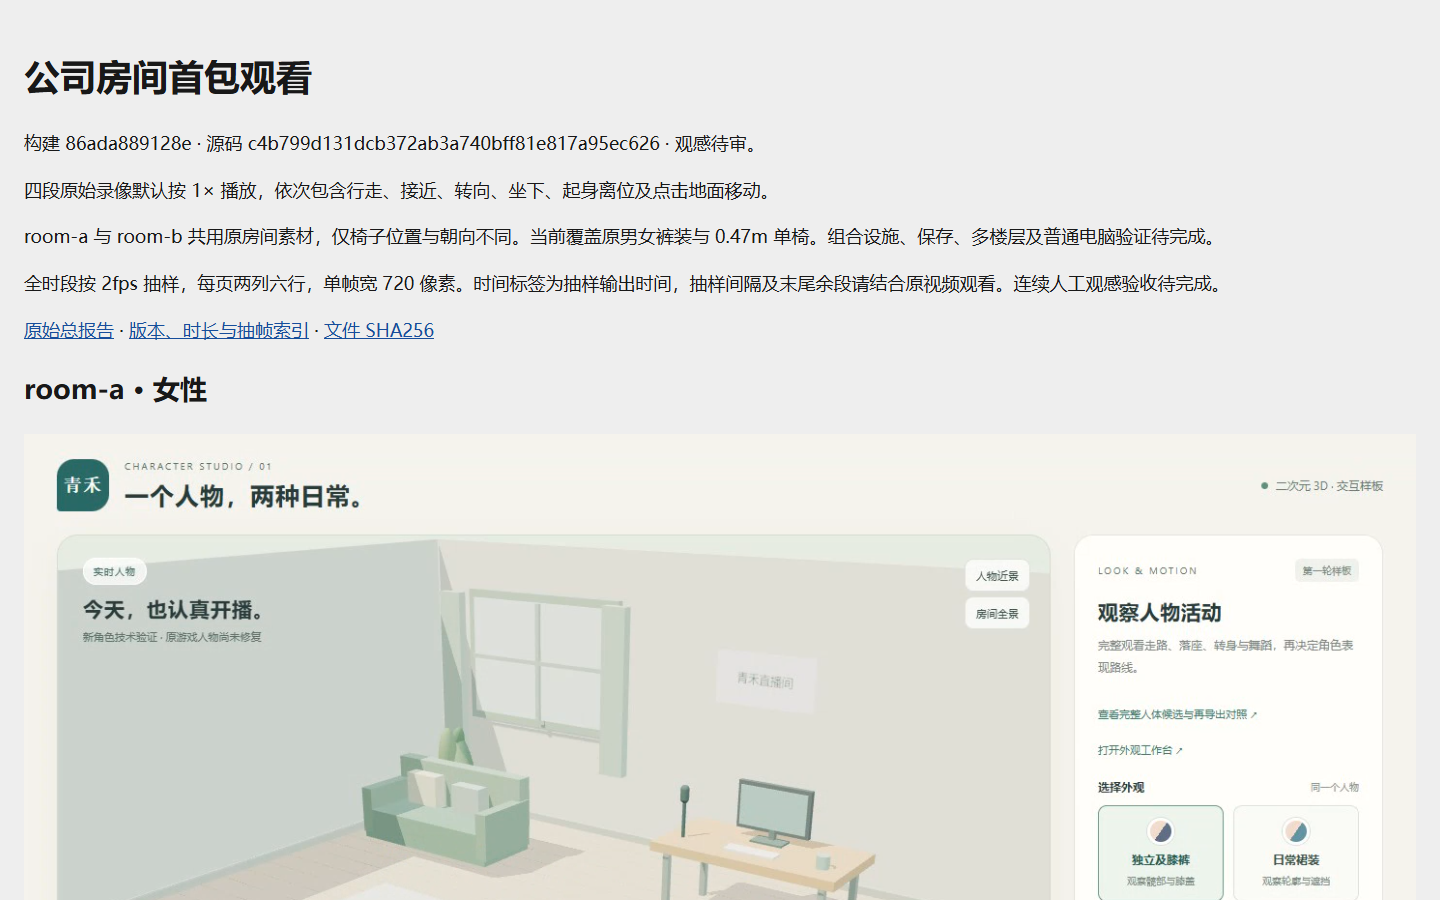 公司房间首包观看
构建 86ada889128e · 源码 c4b799d131dcb372ab3a740bff81e817a95ec626 · 观感待审。
四段原始录像默认按 1× 播放，依次包含行走、接近、转向、坐下、起身离位及点击地面移动。
room-a 与 room-b 共用原房间素材，仅椅子位置与朝向不同。当前覆盖原男女裤装与 0.47m 单椅。组合设施、保存、多楼层及普通电脑验证待完成。
全时段按 2fps 抽样，每页两列六行，单帧宽 720 像素。时间标签为抽样输出时间，抽样间隔及末尾余段请结合原视频观看。连续人工观感验收待完成。
原始总报告 · 版本、时长与抽帧索引 · 文件 SHA256
room-a • 女性
青禾
CHARACTER STUDIO / 01
一个人物，两种日常。
二次元 3D · 交互样板
实时人物
今天，也认真开播。
新角色技术验证 · 原游戏人物尚未修复
人物近景
房间全景
青禾直播间
LOOK & MOTION
第一轮样板
观察人物活动
完整观看走路、落座、转身与舞蹈，再决定角色表
现路线。
查看完整人体候选与再导出对照 ↗
打开外观工作台 ↗
选择外观
同一个人物
独立及膝裤
观察髋部与膝盖
日常裙装
观察轮廓与遮挡